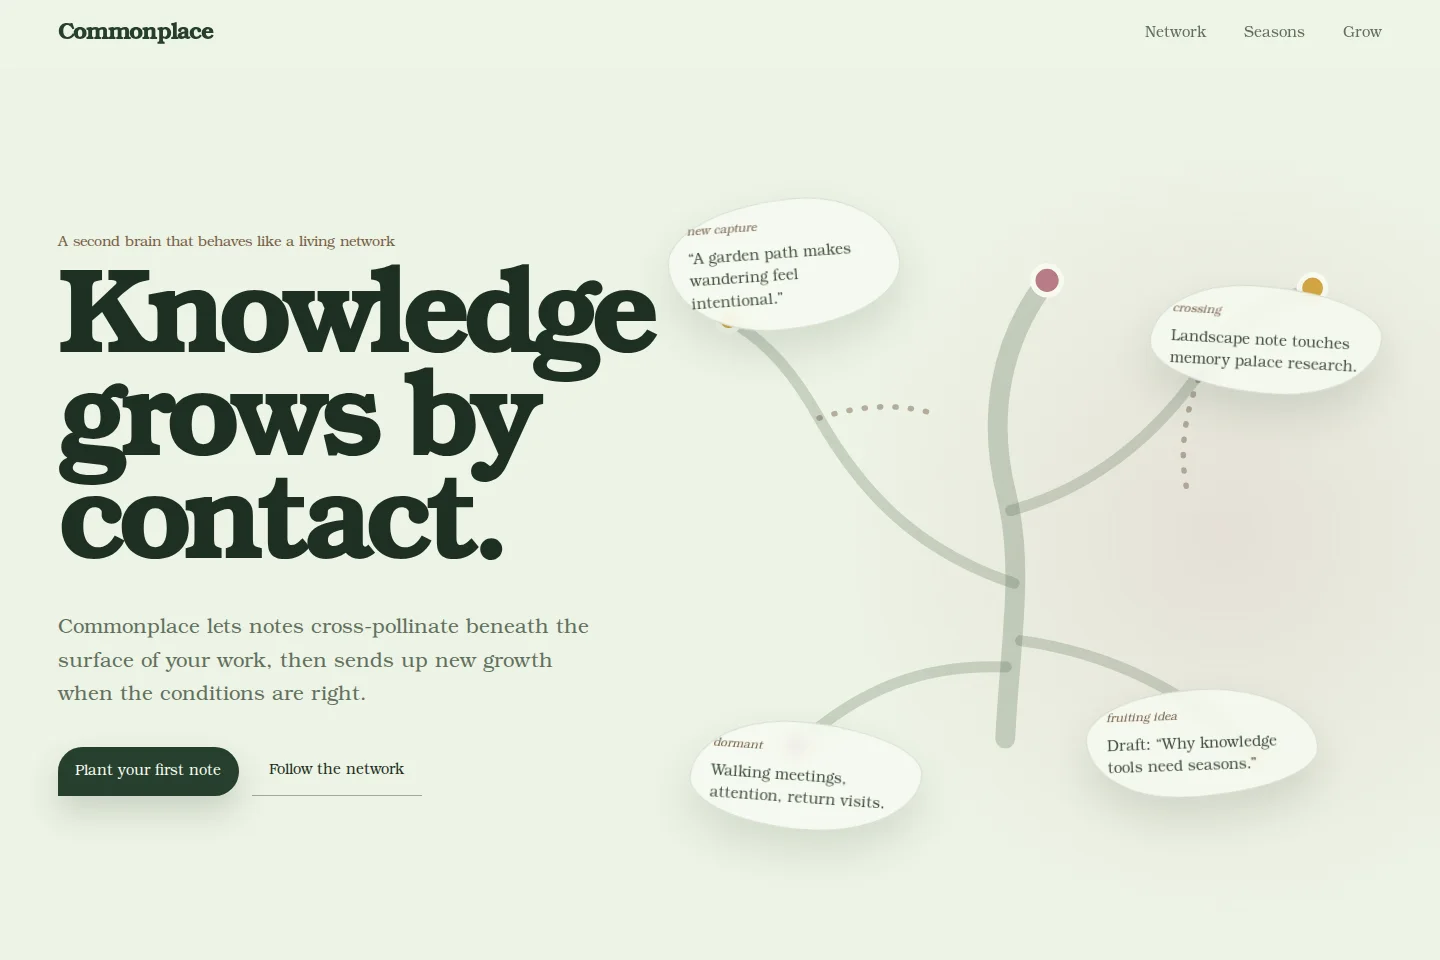 Commonplace
Network
Seasons
Grow
A second brain that behaves like a living network
Knowledge
grows by
contact.
Commonplace lets notes cross-pollinate beneath the
surface of your work, then sends up new growth
when the conditions are right.
Plant your first note
Follow the network
new capture
“A garden path makes
wandering feel
intentional.”
crossing
Landscape note touches
memory palace research.
dormant
Walking meetings,
attention, return visits.
fruiting idea
Draft: “Why knowledge
tools need seasons.”